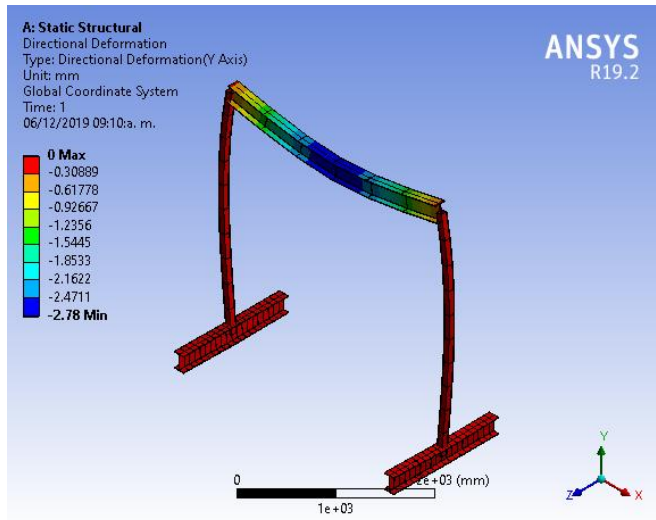 A: Static Structural
Directional Deformation
Type: Directional Deformation(Y Axis)
Unit: mm
Global Coordinate System
Time: 1
06/12/2019 09:10:a. m.
ANSYS
R19.2
0 Max
-0.30889
-0.61778
-0.92667
-1.2356
-1.5445
-1.8533
-2.1622
-2.4711
-2.78 Min
0
2e+03 (mm)
1e+03
Y
Z
X